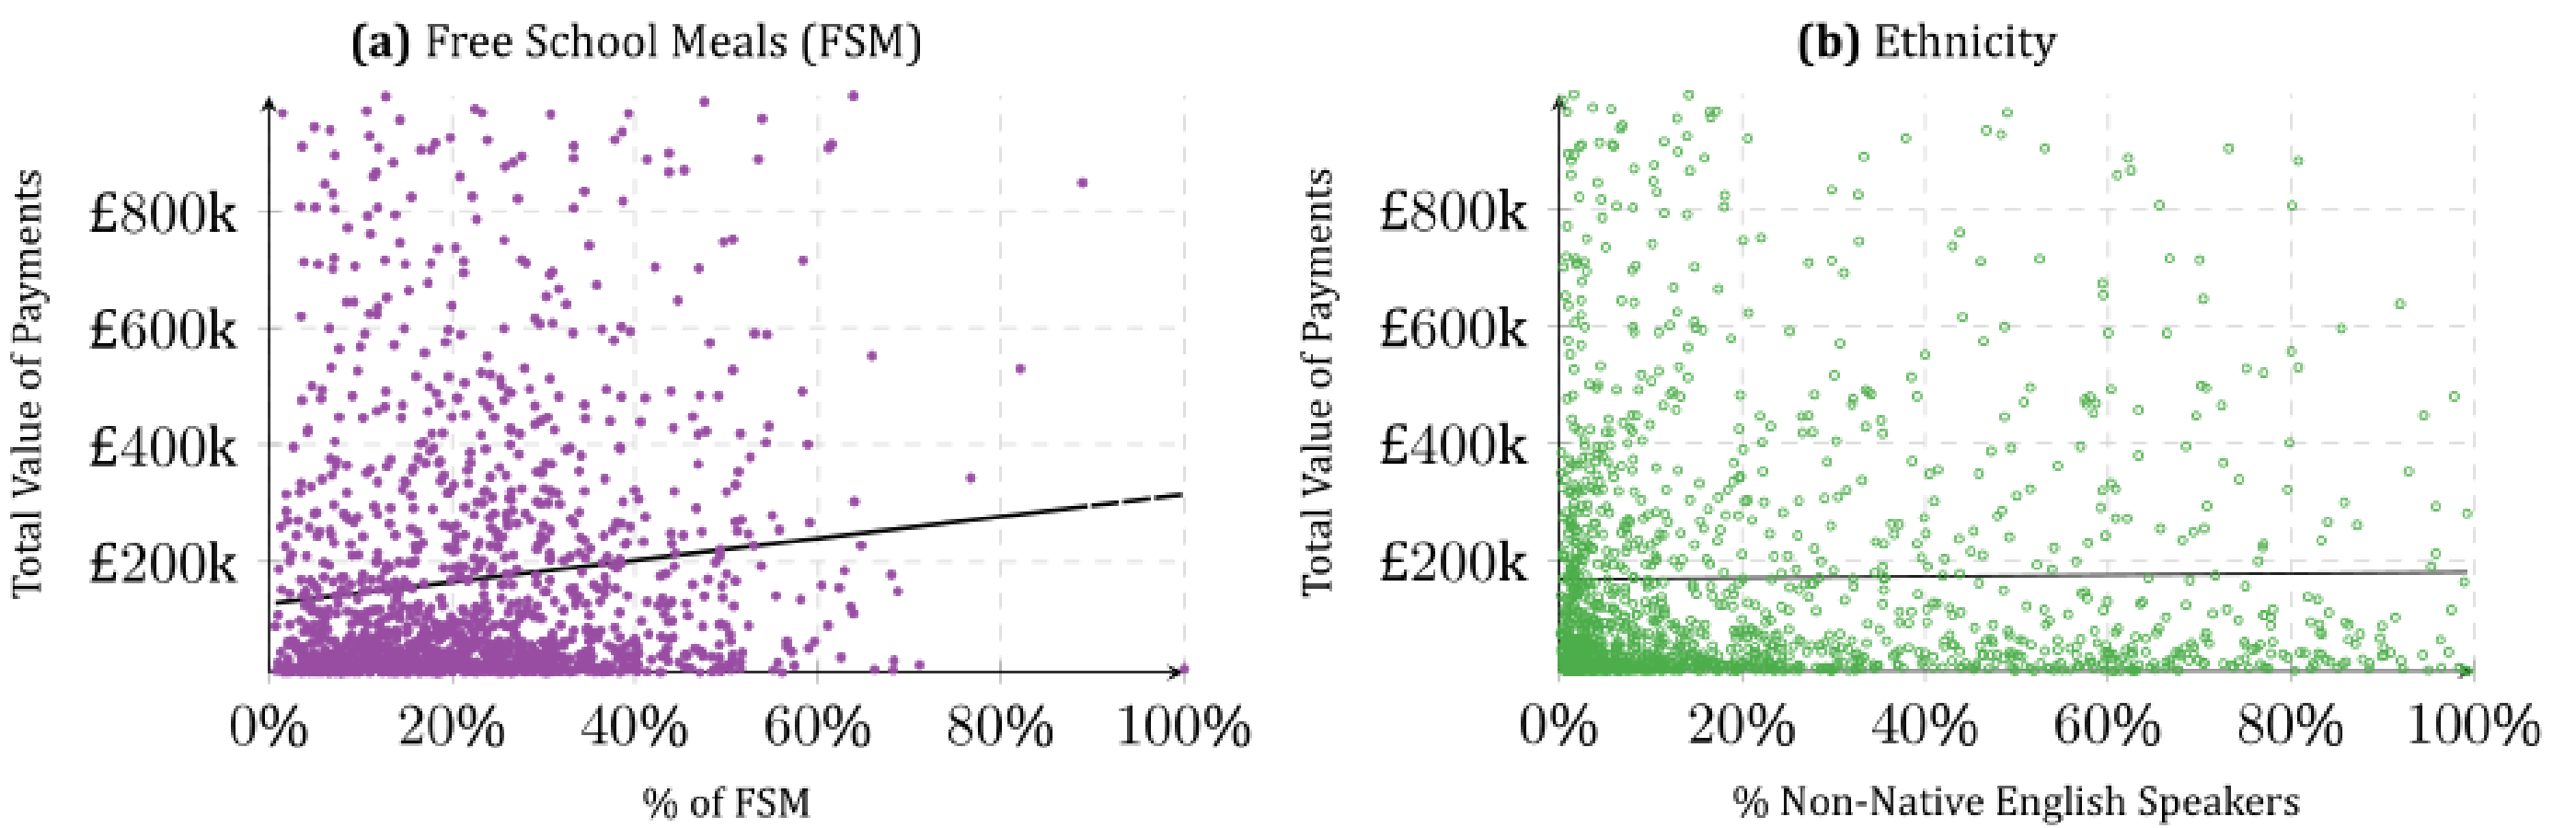 (a) Free School Meals (FSM)
Total Value of Payments
£800k
£600k
£400k
£200k
0% 20% 40% 60% 80% 100%
% of FSM
(b) Ethnicity
Total Value of Payments
£800k
£600k
£400k
£200k
0% 20% 40% 60% 80% 100%
% Non-Native English Speakers